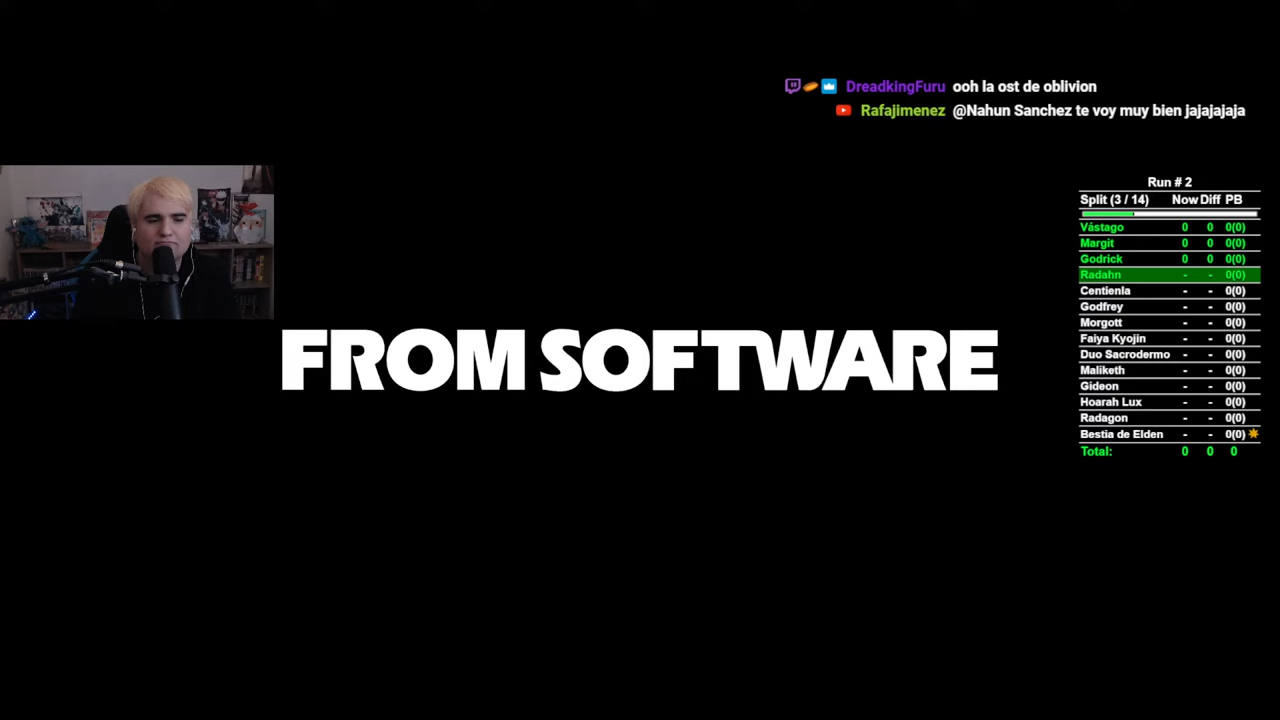 DreadkingFuru ooh la ost de oblivion
Rafajimenez @Nahun Sanchez te voy muy bien jajajajaja
Run # 2
Split (3 / 14) Now Diff PB
Vástago 0 0 0(0)
Margit 0 0 0(0)
Godrick 0 0 0(0)
Radahn - - 0(0)
Centienla - - 0(0)
Godfrey - - 0(0)
Morgott - - 0(0)
Faiya Kyojin - - 0(0)
Duo Sacrodermo - - 0(0)
Maliketh - - 0(0)
Gideon - - 0(0)
Hoarah Lux - - 0(0)
Radagon - - 0(0)
Bestia de Elden - - 0(0)
Total: 0 0 0
FROMSOFTWARE